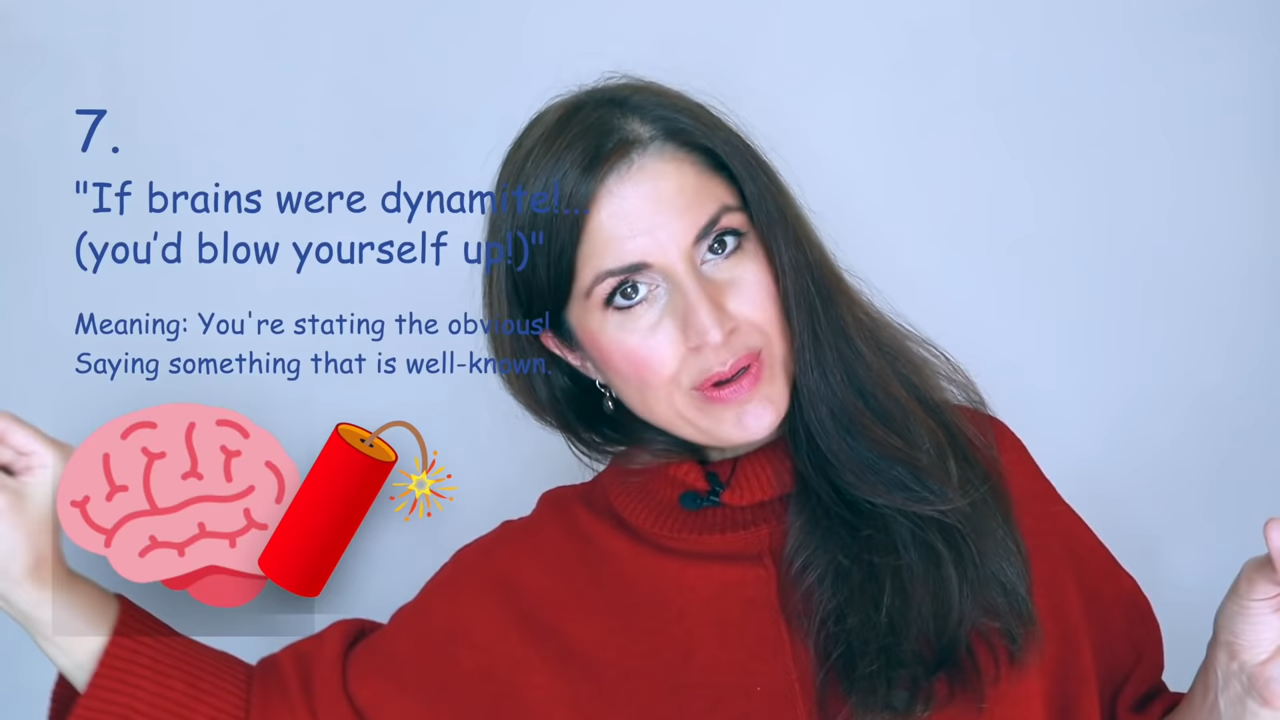 7.
"If brains were dynamite!...
(you'd blow yourself up!)"
Meaning: You're stating the obvious!
Saying something that is well-known.